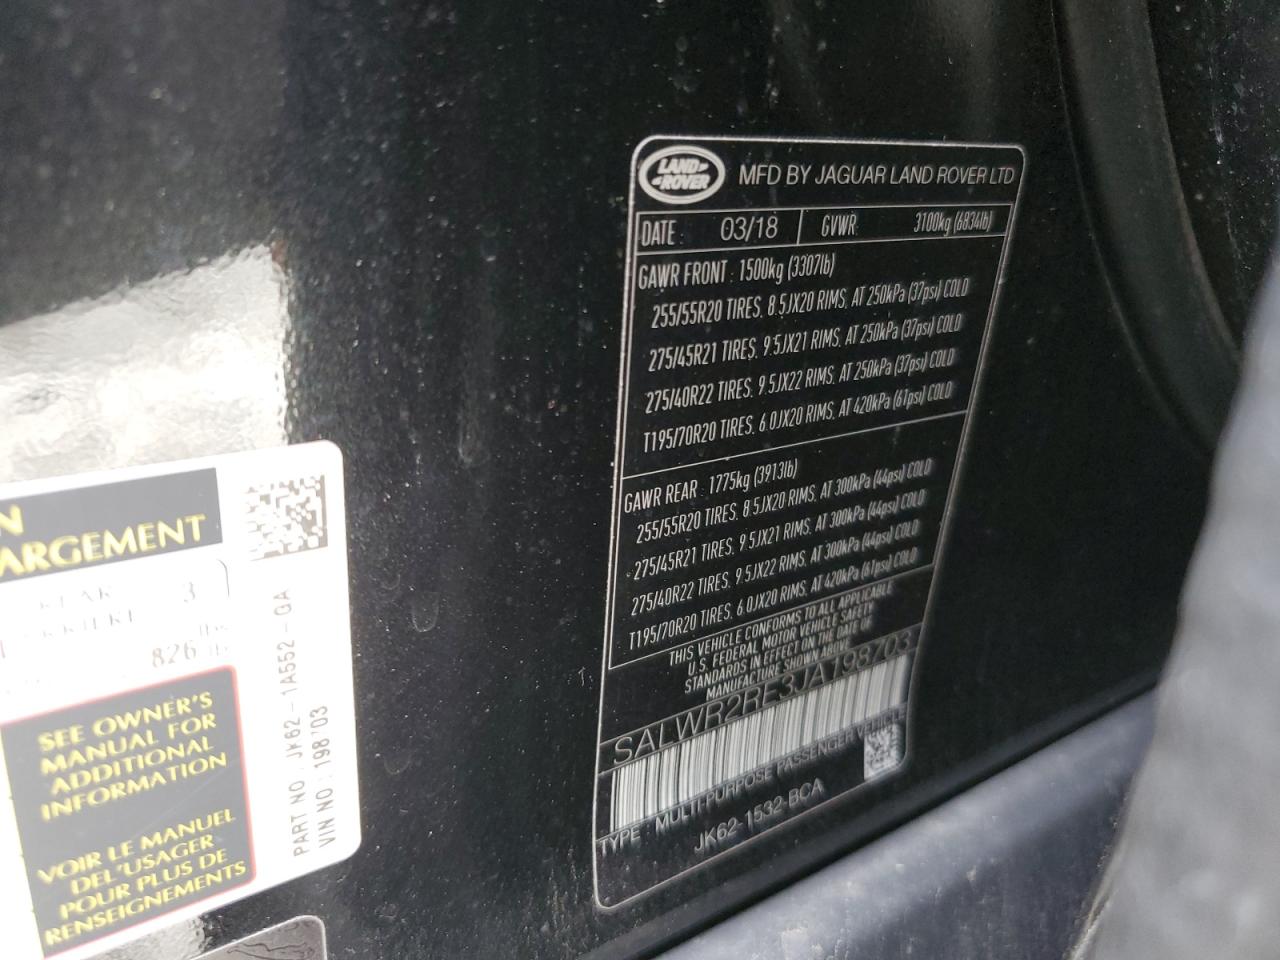 LAND
ROVER
MFD BY JAGUAR LAND ROVER LTD
DATE : 03/18 GVWR: 3100kg (6834lb)
GAWR FRONT : 1500kg (3307lb)
255/55R20 TIRES, 8.5JX20 RIMS, AT 250kPa (37psi) COLD
275/45R21 TIRES, 9.5JX21 RIMS, AT 250kPa (37psi) COLD
275/40R22 TIRES, 9.5JX22 RIMS, AT 250kPa (37psi) COLD
T195/70R20 TIRES, 6.0JX20 RIMS, AT 420kPa (61psi) COLD
GAWR REAR : 1775kg (3913lb)
255/55R20 TIRES, 8.5JX20 RIMS, AT 300kPa (44psi) COLD
275/45R21 TIRES, 9.5JX21 RIMS, AT 300kPa (44psi) COLD
275/40R22 TIRES, 9.5JX22 RIMS, AT 300kPa (44psi) COLD
T195/70R20 TIRES, 6.0JX20 RIMS, AT 420kPa (61psi) COLD
THIS VEHICLE CONFORMS TO ALL APPLICABLE
U.S. FEDERAL MOTOR VEHICLE SAFETY
STANDARDS IN EFFECT ON THE DATE OF
MANUFACTURE SHOWN ABOVE
SALWR2RE3JA198703
TYPE : MULTI-PURPOSE PASSENGER VEHICLE
JK62-1532-BCA
N
ARGEMENT
3
826 lb
SEE OWNER'S
MANUAL FOR
ADDITIONAL
INFORMATION
VOIR LE MANUEL
DEL'USAGER
POUR PLUS DE
RENSEIGNEMENTS
PART NO : JK62-1A552-GA
VIN NO : 198703